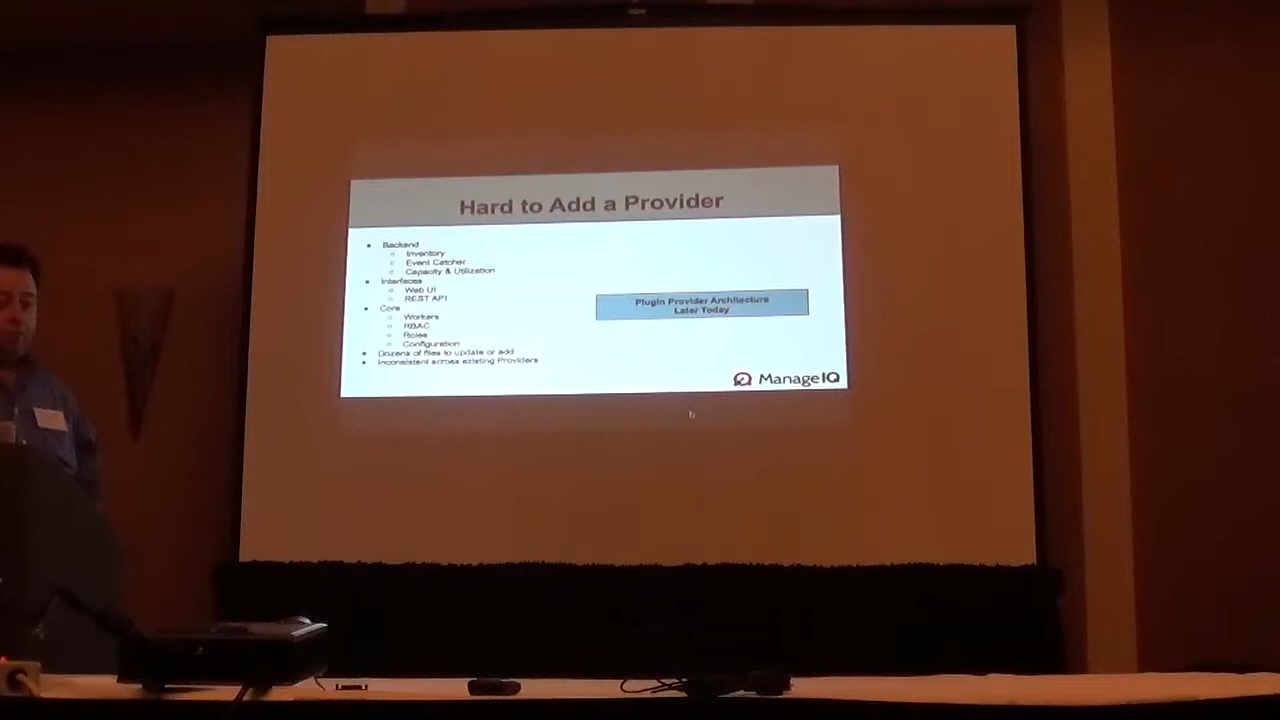 Hard to Add a Provider
• Backend
○ Inventory
○ Event Catcher
○ Capacity & Utilization
• Interfaces
○ Web UI
○ REST API
• Core
○ Workers
○ RBAC
○ Roles
○ Configuration
• Dozens of files to update or add
• Inconsistent across existing Providers
Plugin Provider Architecture
Later Today
ManageIQ